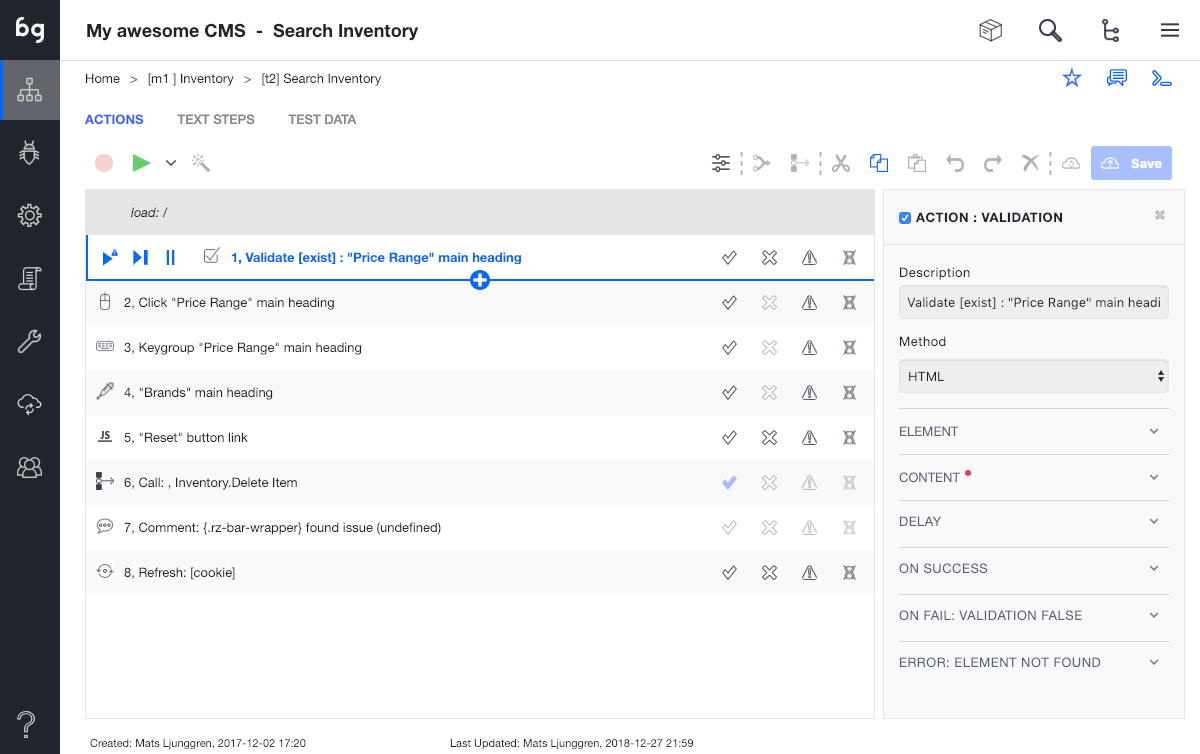 bg
My awesome CMS - Search Inventory
Home > [m1 ] Inventory > [t2] Search Inventory
ACTIONS TEXT STEPS TEST DATA
Save
load: /
1, Validate [exist] : "Price Range" main heading
2, Click "Price Range" main heading
3, Keygroup "Price Range" main heading
4, "Brands" main heading
JS 5, "Reset" button link
6, Call: , Inventory.Delete Item
7, Comment: {.rz-bar-wrapper} found issue (undefined)
8, Refresh: [cookie]
ACTION : VALIDATION
Description
Validate [exist] : "Price Range" main headi
Method
HTML
ELEMENT
CONTENT
DELAY
ON SUCCESS
ON FAIL: VALIDATION FALSE
ERROR: ELEMENT NOT FOUND
Created: Mats Ljunggren, 2017-12-02 17:20
Last Updated: Mats Ljunggren, 2018-12-27 21:59